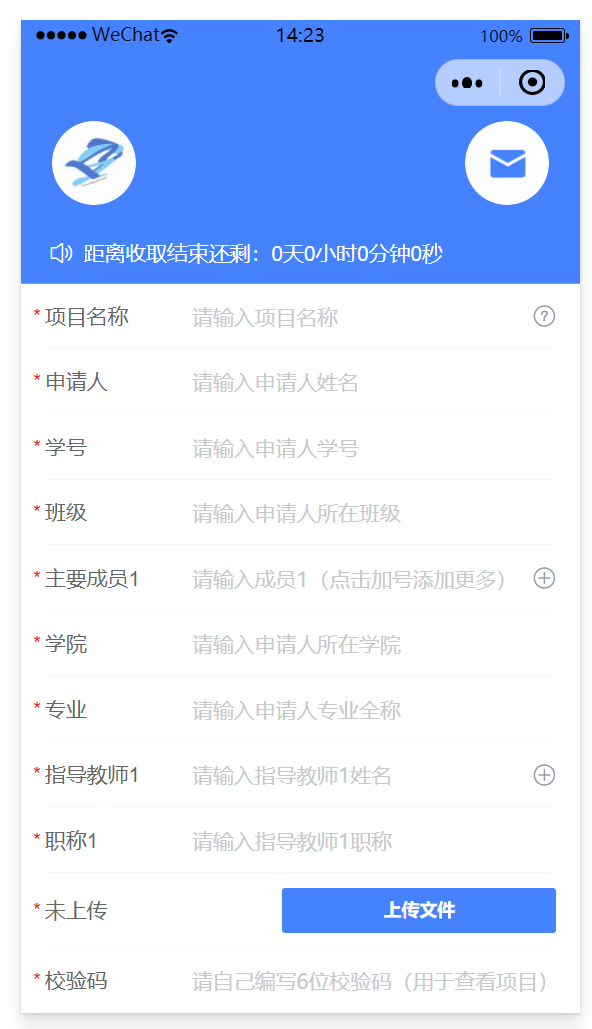 WeChat 14:23 100%
距离收取结束还剩：0天0小时0分钟0秒
* 项目名称 请输入项目名称 ?
* 申请人 请输入申请人姓名
* 学号 请输入申请人学号
* 班级 请输入申请人所在班级
* 主要成员1 请输入成员1（点击加号添加更多）
* 学院 请输入申请人所在学院
* 专业 请输入申请人专业全称
* 指导教师1 请输入指导教师1姓名
* 职称1 请输入指导教师1职称
* 未上传 上传文件
* 校验码 请自己编写6位校验码（用于查看项目）